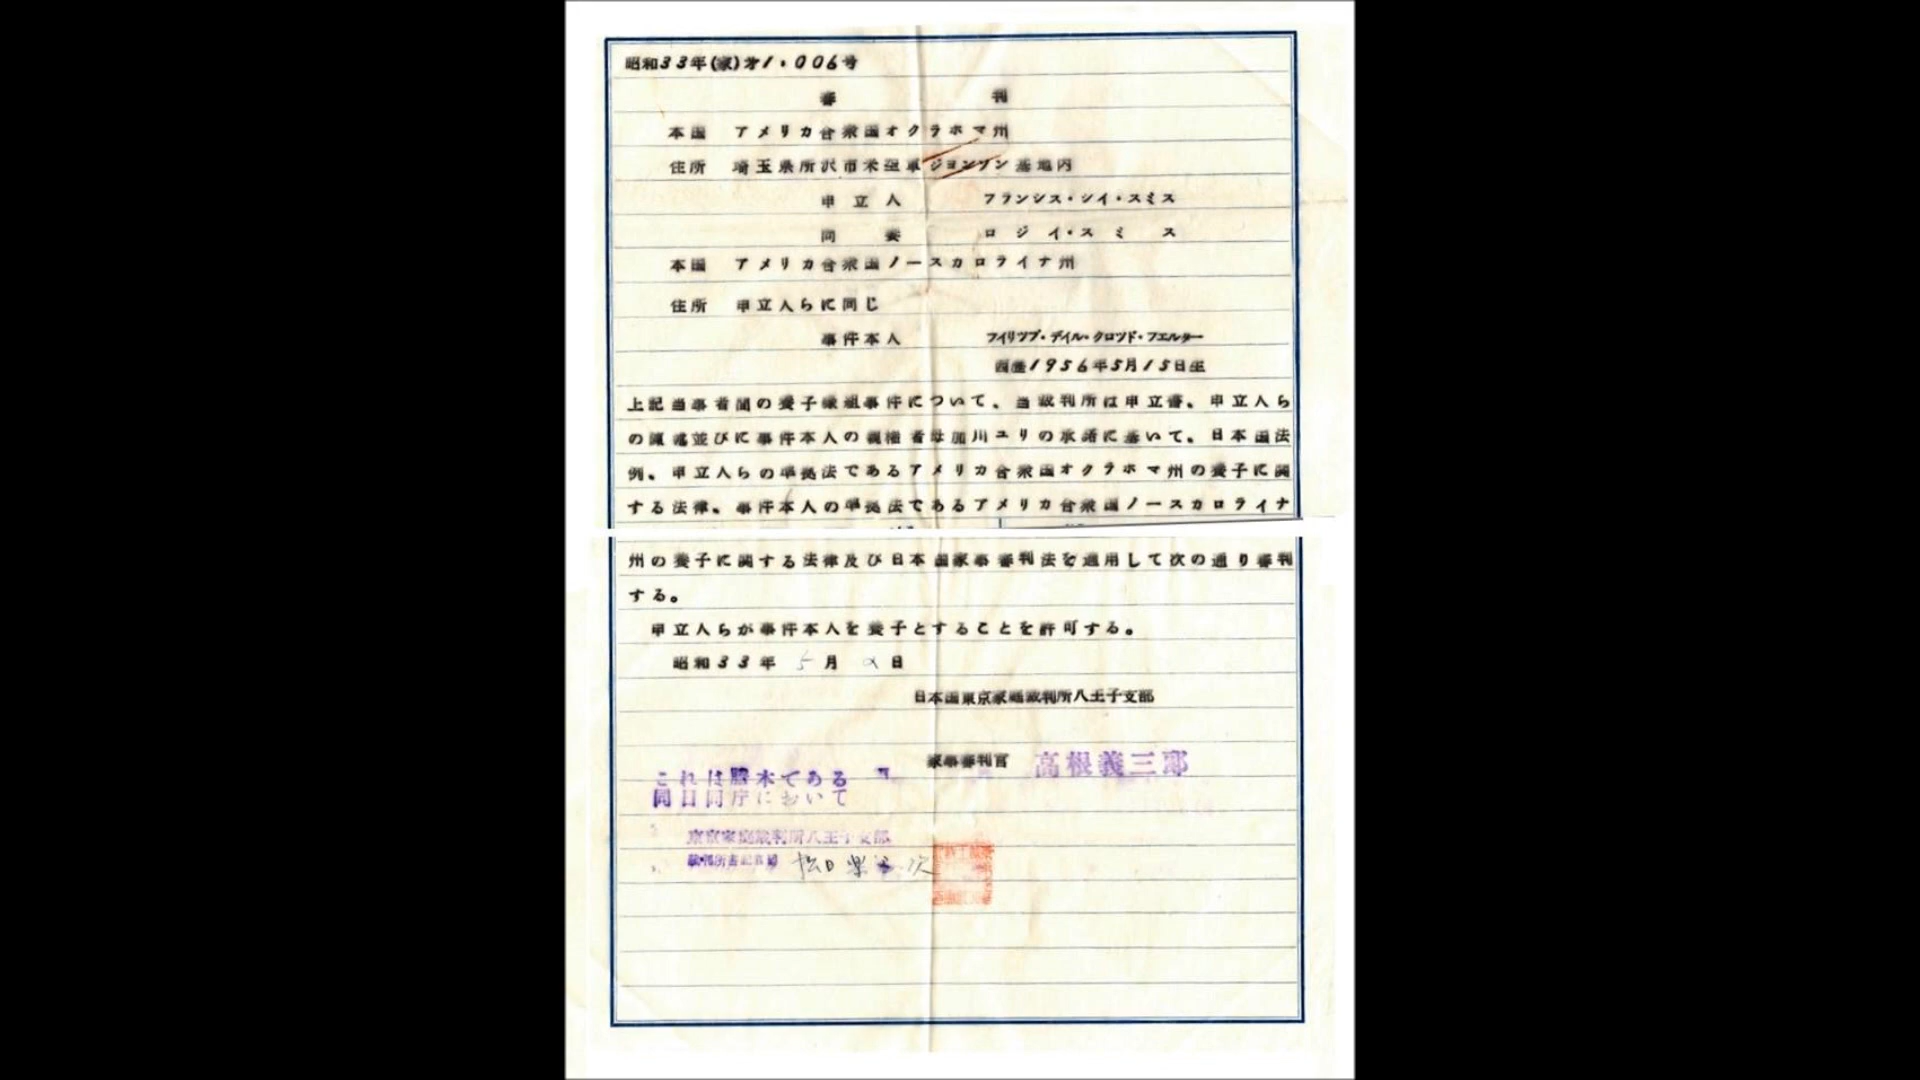 昭和33年(家)才1.006号
審判
本国 アメリカ合衆国オクラホマ州
住所 埼玉県所沢市米空軍ジヨンソン基地内
申立人 フランシス・シイ・スミス
同妻 ロジイ・スミス
本国 アメリカ合衆国ノースカロライナ州
住所 申立人らに同じ
事件本人 フイリツプ・デイル・クロツド・フエルター
西暦1956年5月15日生
上記当事者間の養子縁組事件について、当裁判所は申立書、申立人ら
の陳述並びに事件本人の親権者母加川ユリの承諾に基いて、日本国法
例、申立人らの準拠法であるアメリカ合衆国オクラホマ州の養子に関
する法律、事件本人の準拠法であるアメリカ合衆国ノースカロライナ
州の養子に関する法律及び日本国家事審判法を適用して次の通り審判
する。
申立人らが事件本人を養子とすることを許可する。
昭和33年 5月 2日
日本国東京家庭裁判所八王子支部
家事審判官 高根義三郎
これは謄本である
同日同庁において
東京家庭裁判所八王子支部
裁判所書記官補